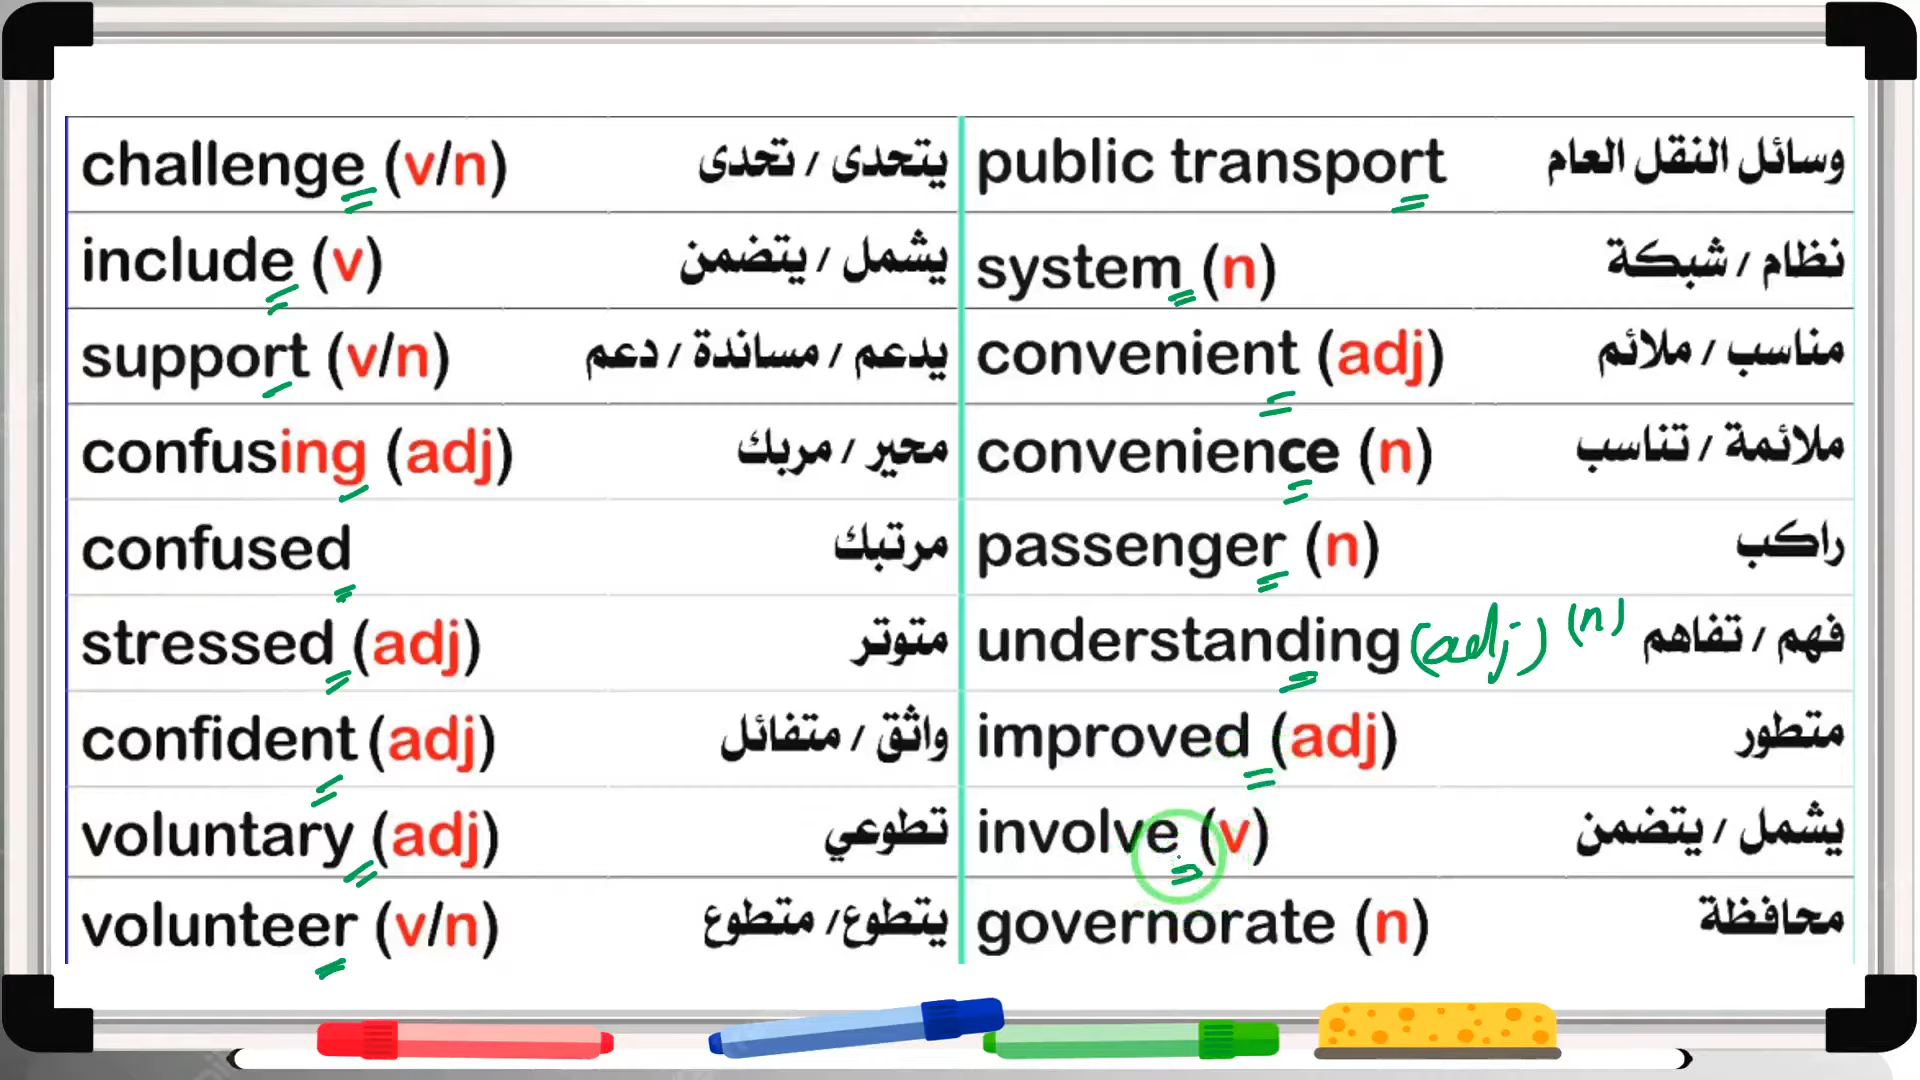 challenge (v/n) يتحدى / تحدى
include (v) يشمل / يتضمن
support (v/n) يدعم / مساندة / دعم
confusing (adj) محير / مربك
confused مرتبك
stressed (adj) متوتر
confident (adj) واثق / متفائل
voluntary (adj) تطوعي
volunteer (v/n) يتطوع/ متطوع
public transport وسائل النقل العام
system (n) نظام / شبكة
convenient (adj) مناسب / ملائم
convenience (n) ملائمة / تناسب
passenger (n) راكب
understanding (adj) (n) فهم / تفاهم
improved (adj) متطور
involve (v) يشمل / يتضمن
governorate (n) محافظة